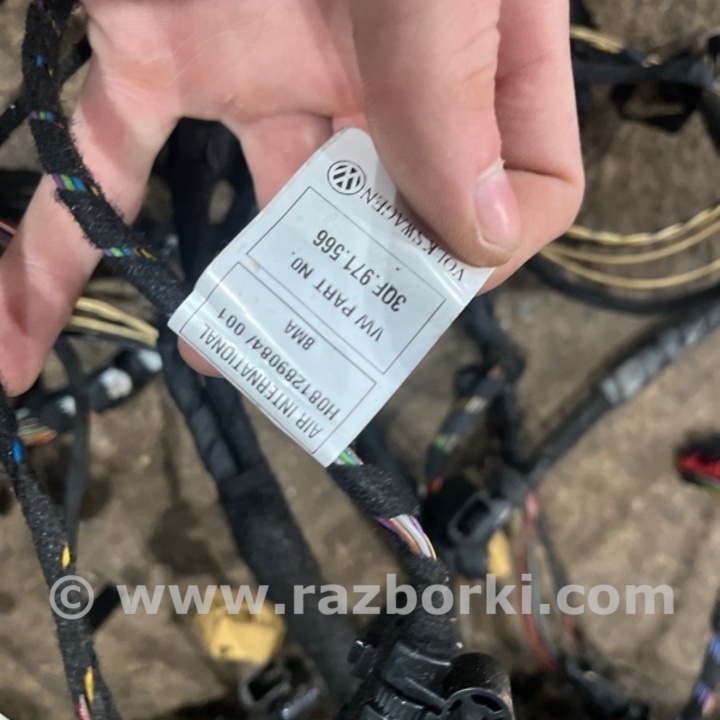 VOLKSWAGEN
VW PART NO.
3QF.971.566
AIR INTERNATIONAL
H081289084/ 001
8MA
© www.razborki.com